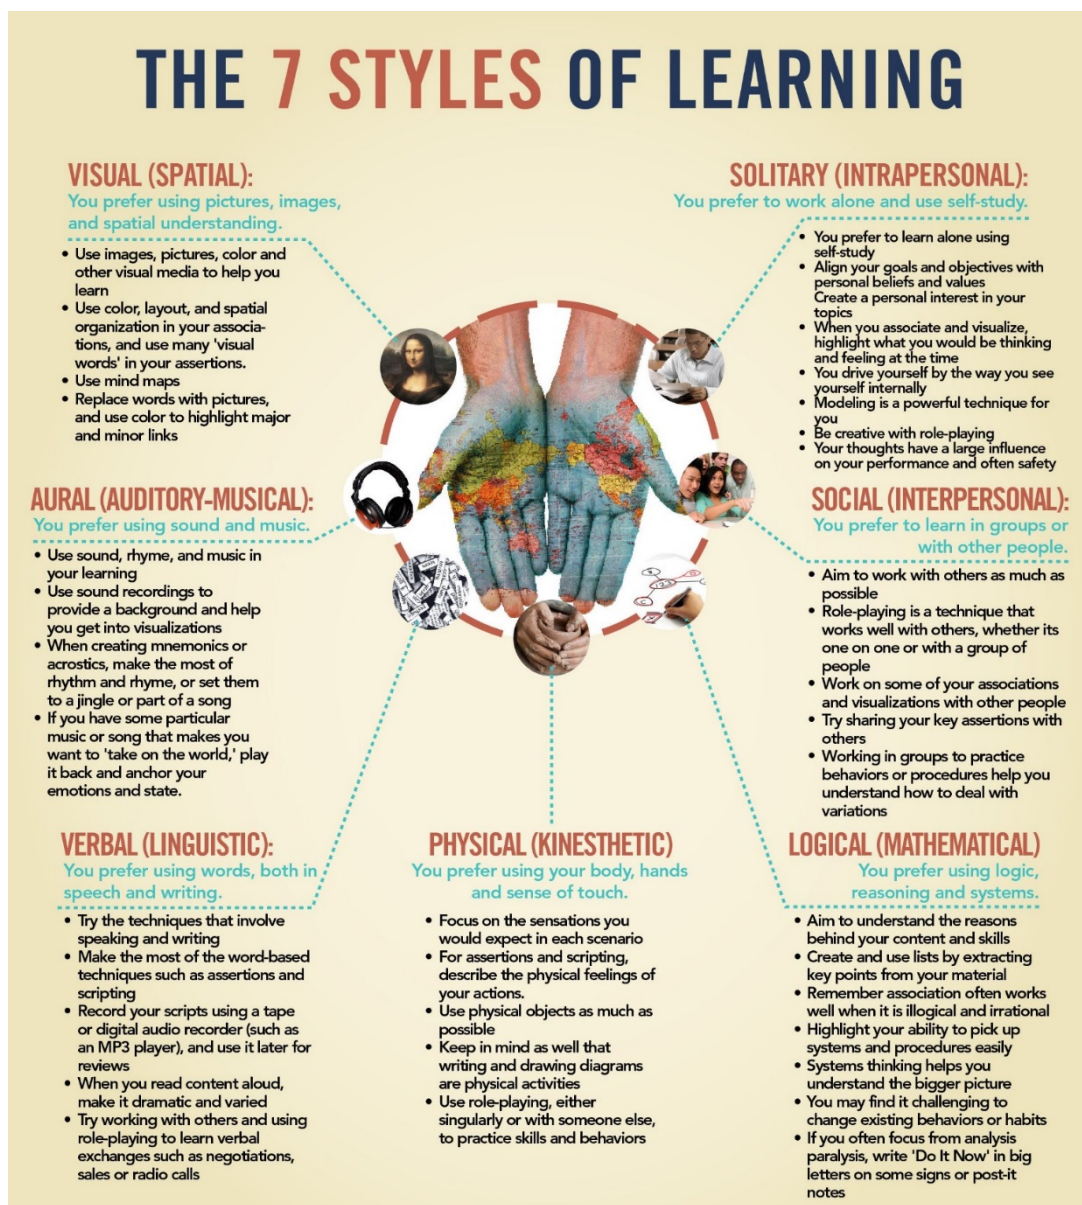 THE 7 STYLES OF LEARNING
VISUAL (SPATIAL):
You prefer using pictures, images,
and spatial understanding.
• Use images, pictures, color and
other visual media to help you
learn
• Use color, layout, and spatial
organization in your associa-
tions, and use many 'visual
words' in your assertions.
• Use mind maps
• Replace words with pictures,
and use color to highlight major
and minor links
SOLITARY (INTRAPERSONAL):
You prefer to work alone and use self-study.
• You prefer to learn alone using
self-study
• Align your goals and objectives with
personal beliefs and values
Create a personal interest in your
topics
• When you associate and visualize,
highlight what you would be thinking
and feeling at the time
• You drive yourself by the way you see
yourself internally
• Modeling is a powerful technique for
you
• Be creative with role-playing
• Your thoughts have a large influence
on your performance and often safety
AURAL (AUDITORY-MUSICAL):
You prefer using sound and music.
• Use sound, rhyme, and music in
your learning
• Use sound recordings to
provide a background and help
you get into visualizations
• When creating mnemonics or
acrostics, make the most of
rhythm and rhyme, or set them
to a jingle or part of a song
• If you have some particular
music or song that makes you
want to 'take on the world,' play
it back and anchor your
emotions and state.
SOCIAL (INTERPERSONAL):
You prefer to learn in groups or
with other people.
• Aim to work with others as much as
possible
• Role-playing is a technique that
works well with others, whether its
one on one or with a group of
people
• Work on some of your associations
and visualizations with other people
• Try sharing your key assertions with
others
• Working in groups to practice
behaviors or procedures help you
understand how to deal with
variations
VERBAL (LINGUISTIC):
You prefer using words, both in
speech and writing.
• Try the techniques that involve
speaking and writing
• Make the most of the word-based
techniques such as assertions and
scripting
• Record your scripts using a tape
or digital audio recorder (such as
an MP3 player), and use it later for
reviews
• When you read content aloud,
make it dramatic and varied
• Try working with others and using
role-playing to learn verbal
exchanges such as negotiations,
sales or radio calls
PHYSICAL (KINESTHETIC)
You prefer using your body, hands
and sense of touch.
• Focus on the sensations you
would expect in each scenario
• For assertions and scripting,
describe the physical feelings of
your actions.
• Use physical objects as much as
possible
• Keep in mind as well that
writing and drawing diagrams
are physical activities
• Use role-playing, either
singularly or with someone else,
to practice skills and behaviors
LOGICAL (MATHEMATICAL)
You prefer using logic,
reasoning and systems.
• Aim to understand the reasons
behind your content and skills
• Create and use lists by extracting
key points from your material
• Remember association often works
well when it is illogical and irrational
• Highlight your ability to pick up
systems and procedures easily
• Systems thinking helps you
understand the bigger picture
• You may find it challenging to
change existing behaviors or habits
• If you often focus from analysis
paralysis, write 'Do It Now' in big
letters on some signs or post-it
notes